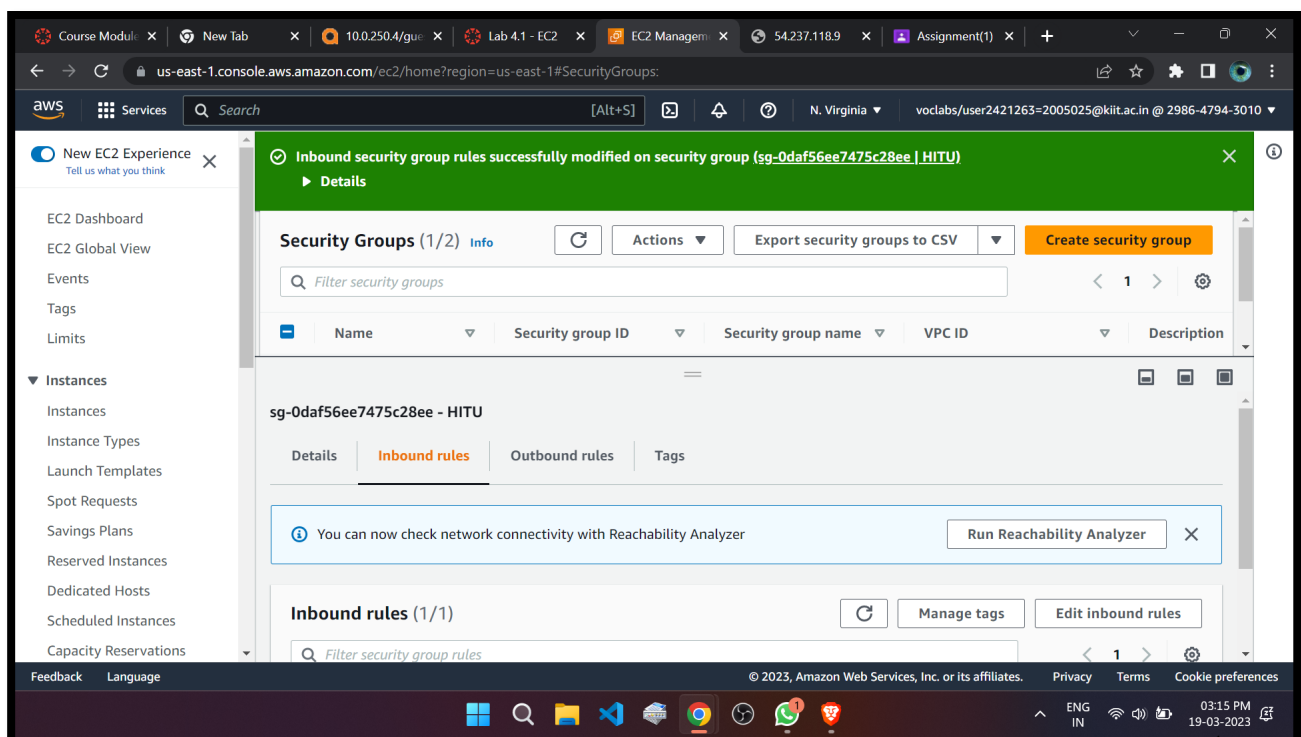 Course Module
New Tab
10.0.250.4/gue
Lab 4.1 - EC2
EC2 Managem
54.237.118.9
Assignment(1)
us-east-1.console.aws.amazon.com/ec2/home?region=us-east-1#SecurityGroups:
aws
Services
Search
[Alt+S]
N. Virginia
voclabs/user2421263=2005025@kiit.ac.in @ 2986-4794-3010
New EC2 Experience
Tell us what you think
EC2 Dashboard
EC2 Global View
Events
Tags
Limits
Instances
Instances
Instance Types
Launch Templates
Spot Requests
Savings Plans
Reserved Instances
Dedicated Hosts
Scheduled Instances
Capacity Reservations
Inbound security group rules successfully modified on security group (sg-0daf56ee7475c28ee | HITU)
Details
Security Groups (1/2) Info
Actions
Export security groups to CSV
Create security group
Filter security groups
1
Name
Security group ID
Security group name
VPC ID
Description
sg-0daf56ee7475c28ee - HITU
Details
Inbound rules
Outbound rules
Tags
You can now check network connectivity with Reachability Analyzer
Run Reachability Analyzer
Inbound rules (1/1)
Manage tags
Edit inbound rules
Filter security group rules
1
Feedback
Language
© 2023, Amazon Web Services, Inc. or its affiliates.
Privacy
Terms
Cookie preferences
1
ENG
IN
03:15 PM
19-03-2023